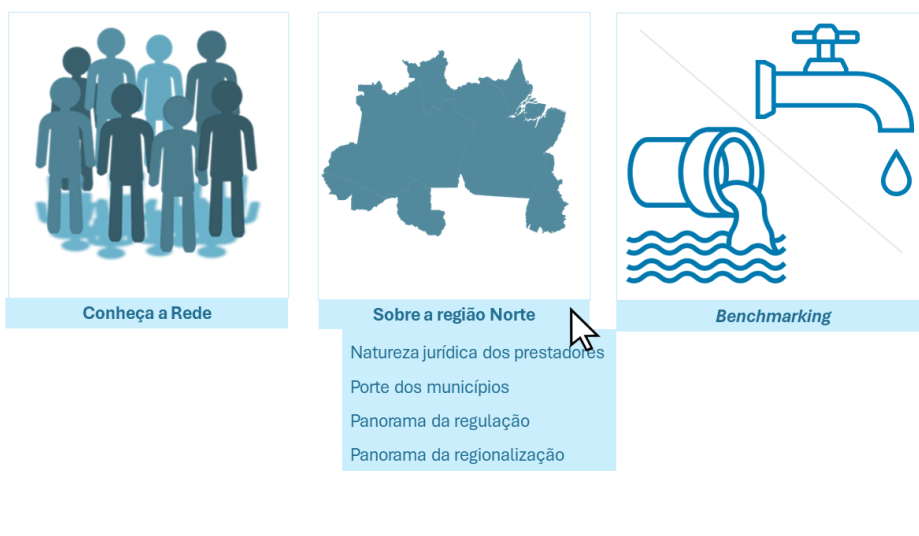 Conheça a Rede
Sobre a região Norte
Benchmarking
Natureza jurídica dos prestadores
Porte dos municípios
Panorama da regulação
Panorama da regionalização